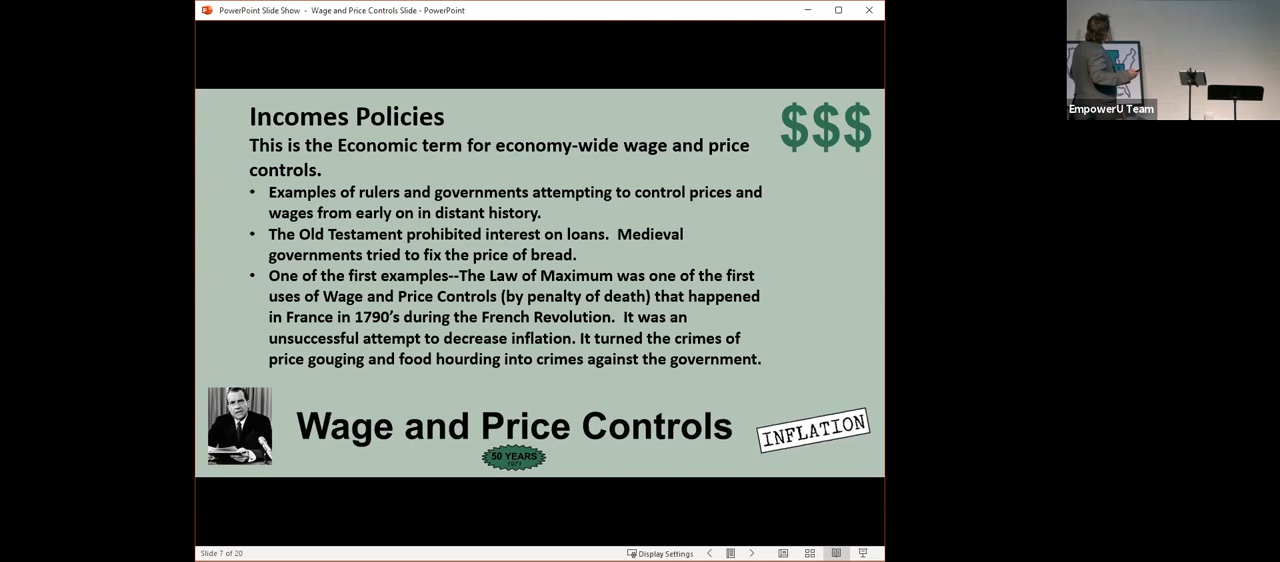 PowerPoint Slide Show - Wage and Price Controls Slide - PowerPoint
EmpowerU Team
Incomes Policies
$$$
This is the Economic term for economy-wide wage and price
controls.
• Examples of rulers and governments attempting to control prices and
wages from early on in distant history.
• The Old Testament prohibited interest on loans. Medieval
governments tried to fix the price of bread.
• One of the first examples--The Law of Maximum was one of the first
uses of Wage and Price Controls (by penalty of death) that happened
in France in 1790's during the French Revolution. It was an
unsuccessful attempt to decrease inflation. It turned the crimes of
price gouging and food hourding into crimes against the government.
Wage and Price Controls
INFLATION
50 YEARS
1971
Slide 7 of 20
Display Settings